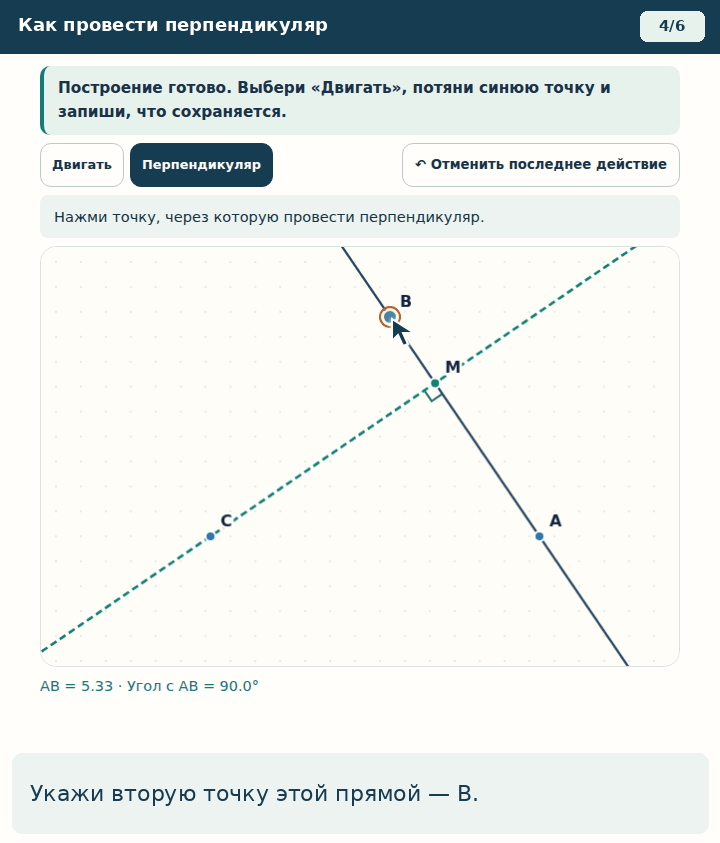 Как провести перпендикуляр
4/6
Построение готово. Выбери «Двигать», потяни синюю точку и
запиши, что сохраняется.
Двигать
Перпендикуляр
↶ Отменить последнее действие
Нажми точку, через которую провести перпендикуляр.
B
M
C
A
AB = 5.33 · Угол с AB = 90.0°
Укажи вторую точку этой прямой — B.